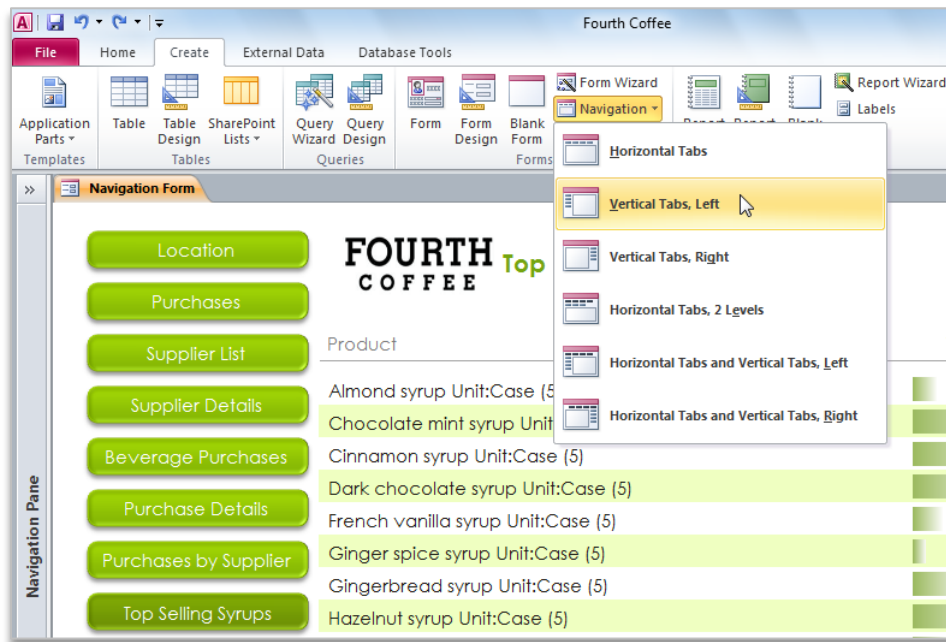 Fourth Coffee
File Home Create External Data Database Tools
Application Parts
Table
Table Design
SharePoint Lists
Query Wizard
Query Design
Form
Form Design
Blank Form
Form Wizard
Navigation
Report Report Blank
Report Wizard
Labels
Templates Tables Queries Forms
Horizontal Tabs
Vertical Tabs, Left
Vertical Tabs, Right
Horizontal Tabs, 2 Levels
Horizontal Tabs and Vertical Tabs, Left
Horizontal Tabs and Vertical Tabs, Right
Navigation Form
Navigation Pane
Location
Purchases
Supplier List
Supplier Details
Beverage Purchases
Purchase Details
Purchases by Supplier
Top Selling Syrups
FOURTH
COFFEE
Top
Product
Almond syrup Unit:Case (5
Chocolate mint syrup Unit
Cinnamon syrup Unit:Case (5)
Dark chocolate syrup Unit:Case (5)
French vanilla syrup Unit:Case (5)
Ginger spice syrup Unit:Case (5)
Gingerbread syrup Unit:Case (5)
Hazelnut syrup Unit:Case (5)